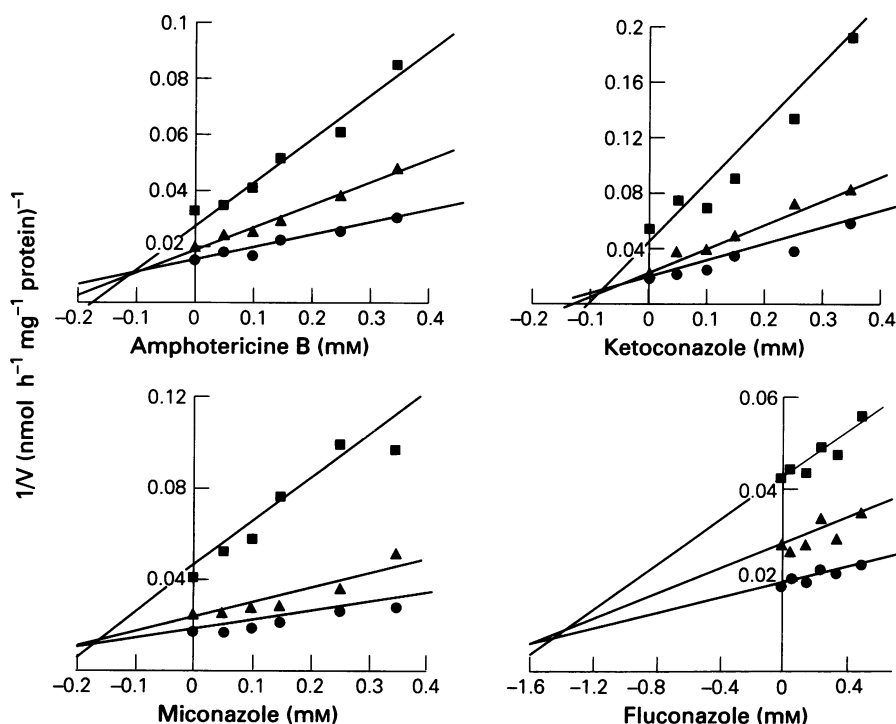 1/V (nmol h⁻¹ mg⁻¹ protein)⁻¹
0.1
0.08
0.06
0.04
0.02
−0.2 −0.1 0 0.1 0.2 0.3 0.4
Amphotericine B (mM)
0.2
0.16
0.12
0.08
0.04
−0.2 −0.1 0 0.1 0.2 0.3 0.4
Ketoconazole (mM)
0.12
0.08
0.04
−0.2 −0.1 0 0.1 0.2 0.3 0.4
Miconazole (mM)
0.06
0.04
0.02
−1.6 −1.2 −0.8 −0.4 0 0.4
Fluconazole (mM)